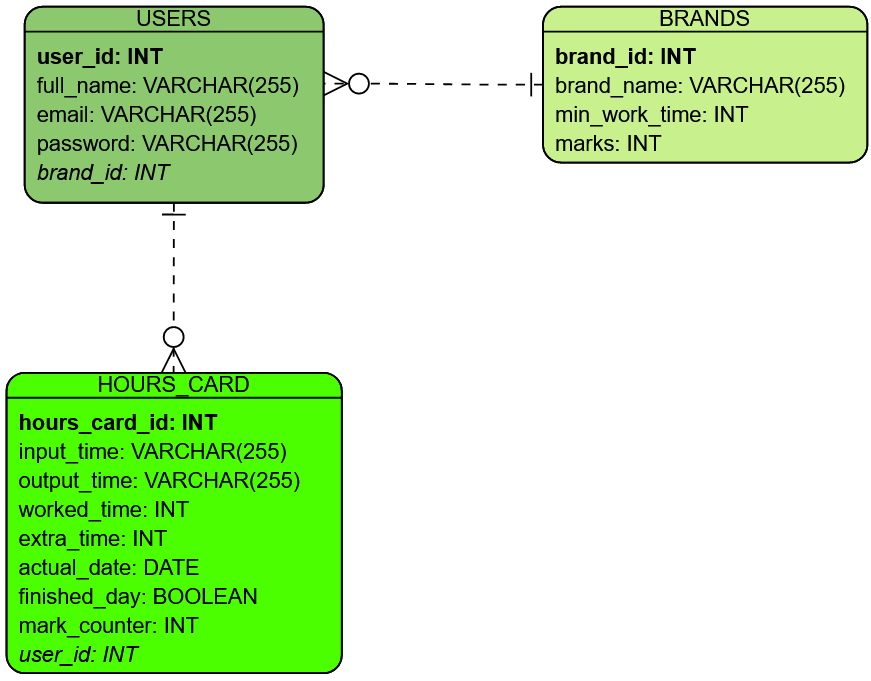 USERS
user_id: INT
full_name: VARCHAR(255)
email: VARCHAR(255)
password: VARCHAR(255)
brand_id: INT
BRANDS
brand_id: INT
brand_name: VARCHAR(255)
min_work_time: INT
marks: INT
HOURS_CARD
hours_card_id: INT
input_time: VARCHAR(255)
output_time: VARCHAR(255)
worked_time: INT
extra_time: INT
actual_date: DATE
finished_day: BOOLEAN
mark_counter: INT
user_id: INT